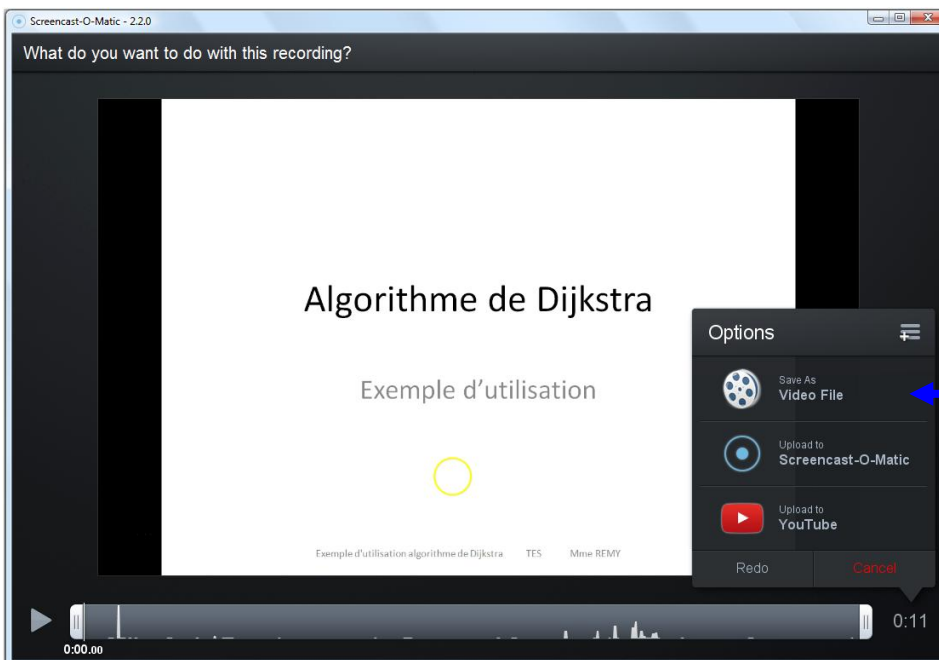 Screencast-O-Matic - 2.2.0
What do you want to do with this recording?
Algorithme de Dijkstra
Exemple d'utilisation
Exemple d'utilisation algorithme de Dijkstra TES Mme REMY
Options
Save As
Video File
Upload to
Screencast-O-Matic
Upload to
YouTube
Redo Cancel
0:11
0:00.00